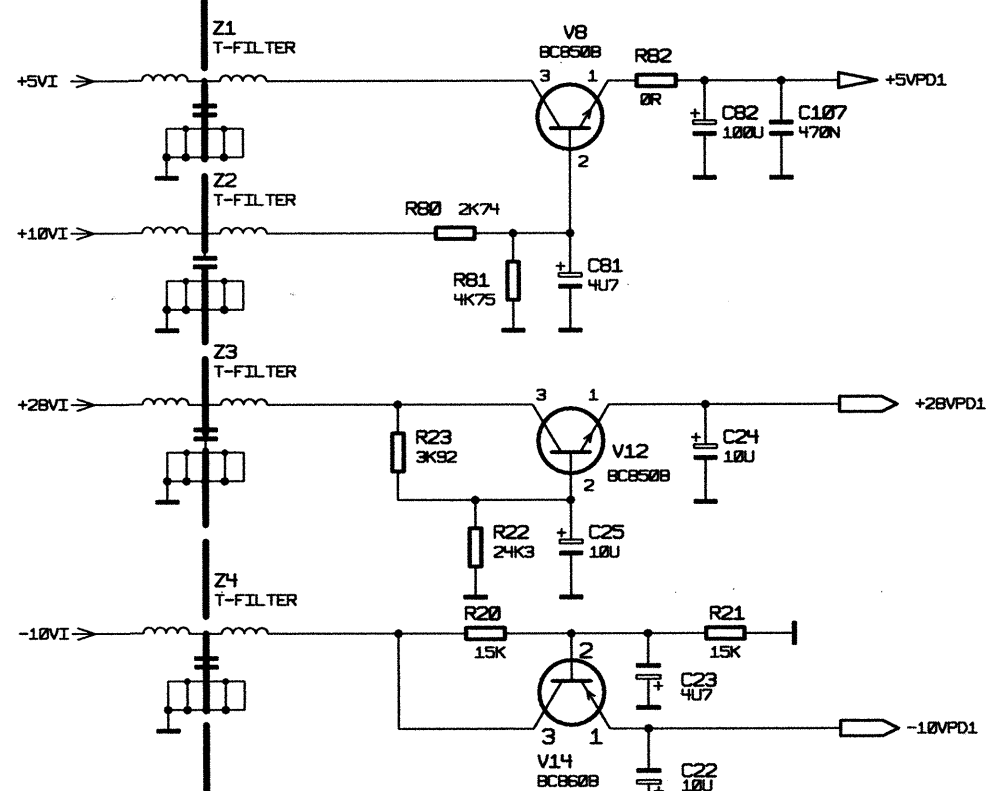 Z1
T-FILTER
V8
BC850B
R82
+5VI
3
1
+5VPD1
0R
C82
100U
C107
470N
2
Z2
T-FILTER
R80 2K74
+10VI
R81
4K75
C81
4U7
Z3
T-FILTER
3
1
+28VI
+28VPD1
R23
3K92
V12
BC850B
C24
10U
2
R22
24K3
C25
10U
Z4
T-FILTER
R20
R21
-10VI
15K
2
15K
C23
4U7
3
1
-10VPD1
V14
BC860B
C22
10U